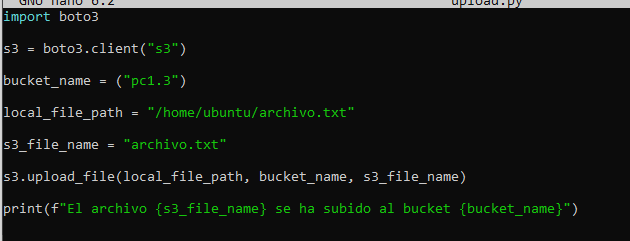 GNU nano 6.2 upload.py
import boto3
s3 = boto3.client("s3")
bucket_name = ("pc1.3")
local_file_path = "/home/ubuntu/archivo.txt"
s3_file_name = "archivo.txt"
s3.upload_file(local_file_path, bucket_name, s3_file_name)
print(f"El archivo {s3_file_name} se ha subido al bucket {bucket_name}")